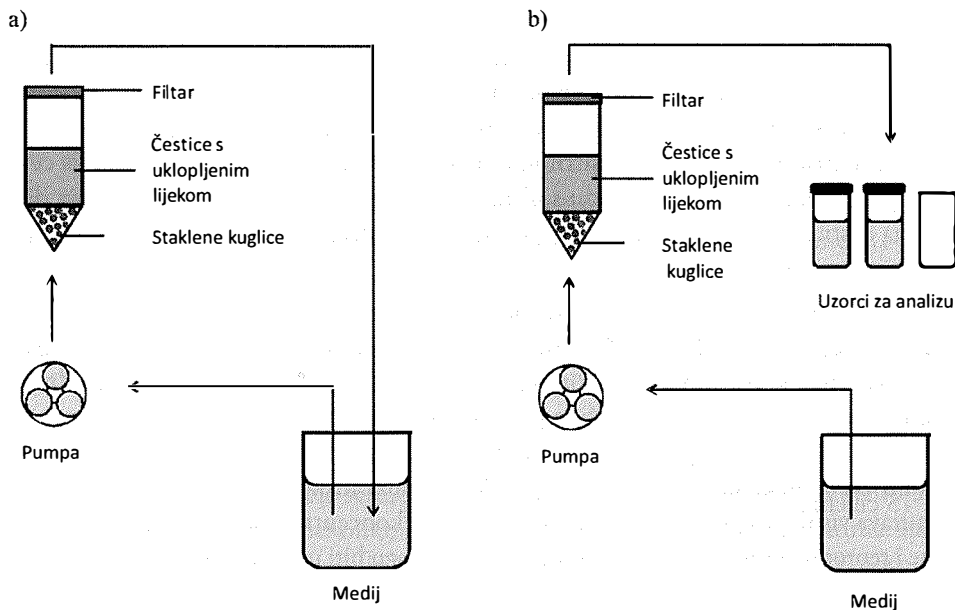 a)
Filtar
Čestice s
uklopljenim
lijekom
Staklene kuglice
Pumpa
Medij
b)
Filtar
Čestice s
uklopljenim
lijekom
Staklene
kuglice
Uzorci za analizu
Pumpa
Medij